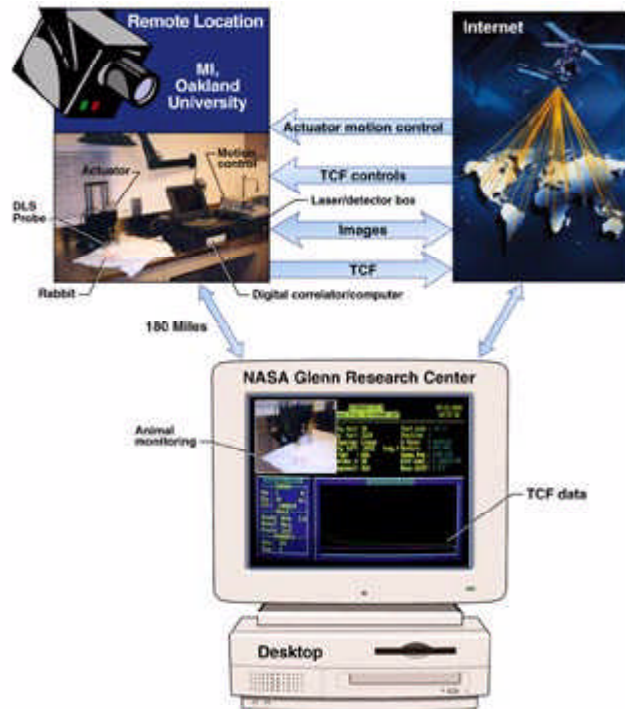 Remote Location
MI,
Oakland
University
Internet
Actuator motion control
Motion
control
Actuator
TCF controls
DLS
Probe
Laser/detector box
Images
TCF
Rabbit
Digital correlator/computer
180 Miles
NASA Glenn Research Center
Animal
monitoring
TCF data
Desktop